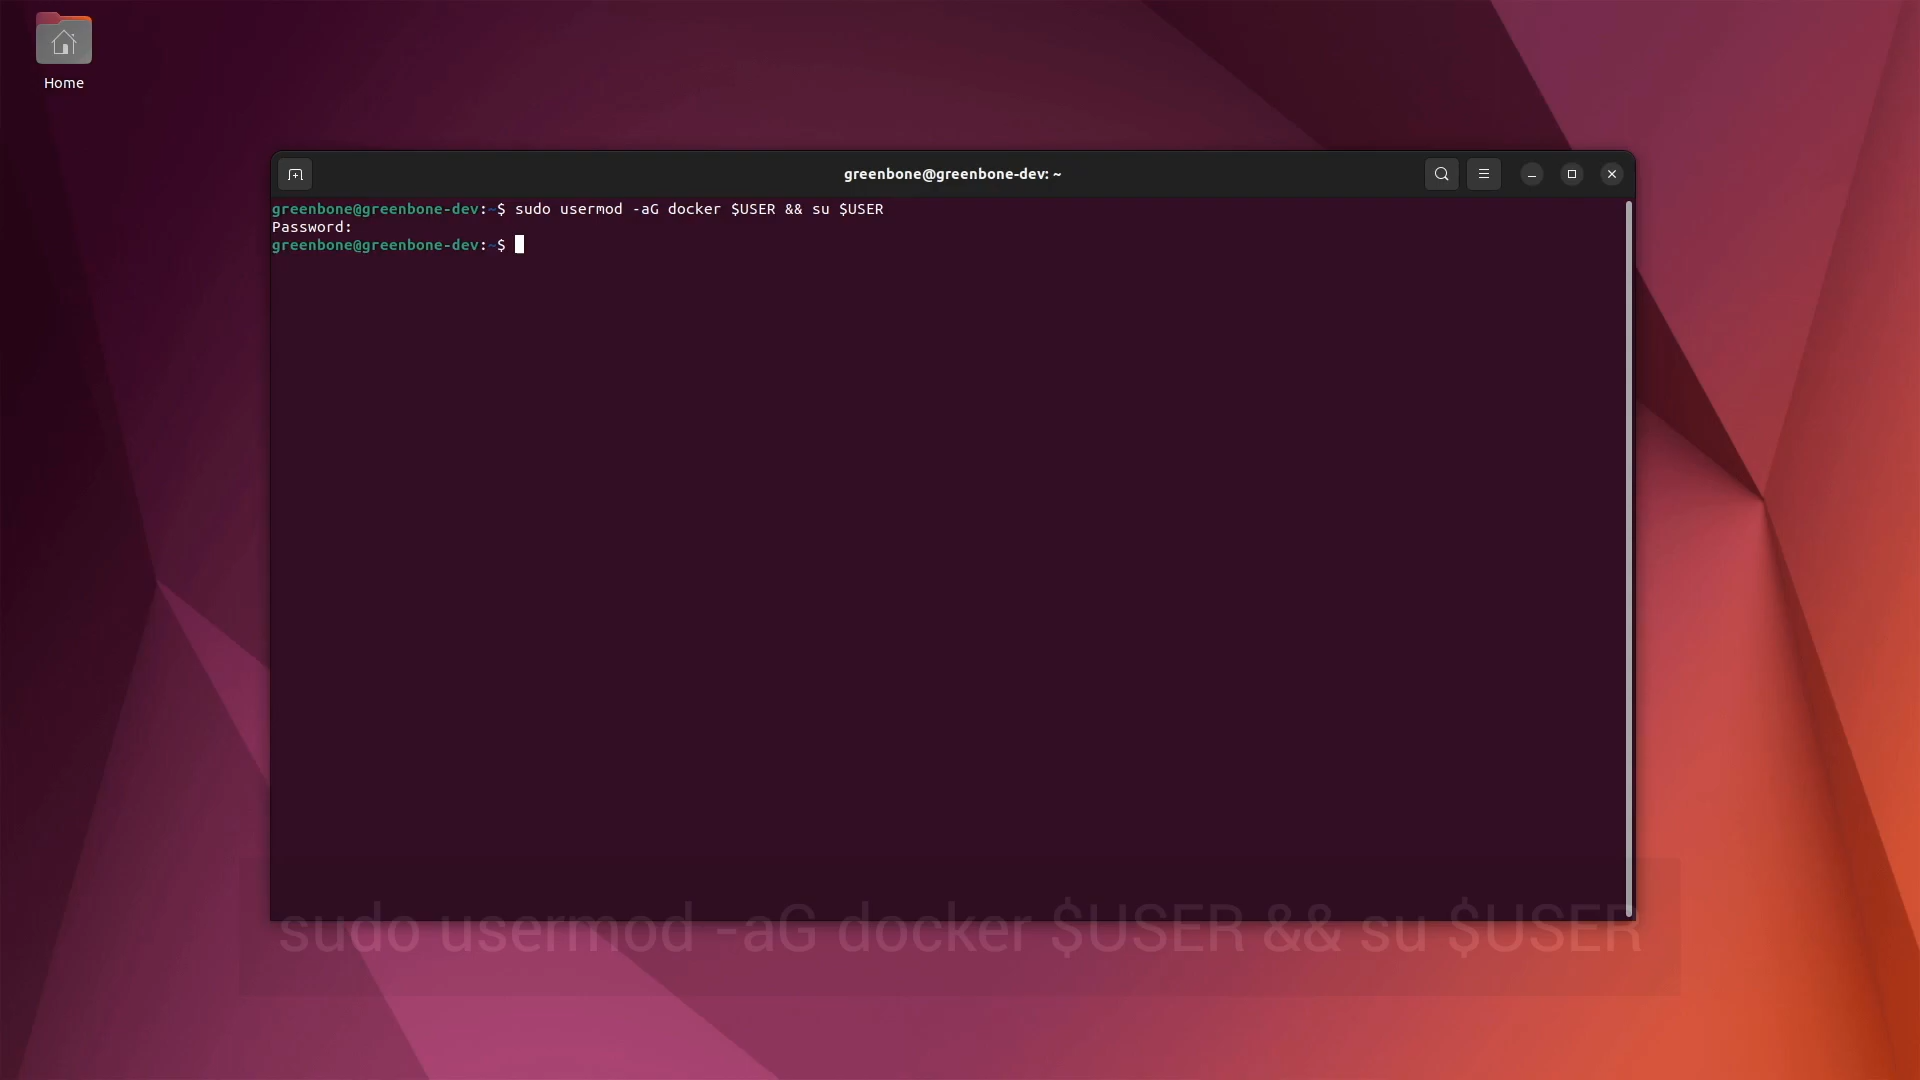 Home
greenbone@greenbone-dev: ~
greenbone@greenbone-dev:~$ sudo usermod -aG docker $USER && su $USER
Password:
greenbone@greenbone-dev:~$
sudo usermod -aG docker $USER && su $USER